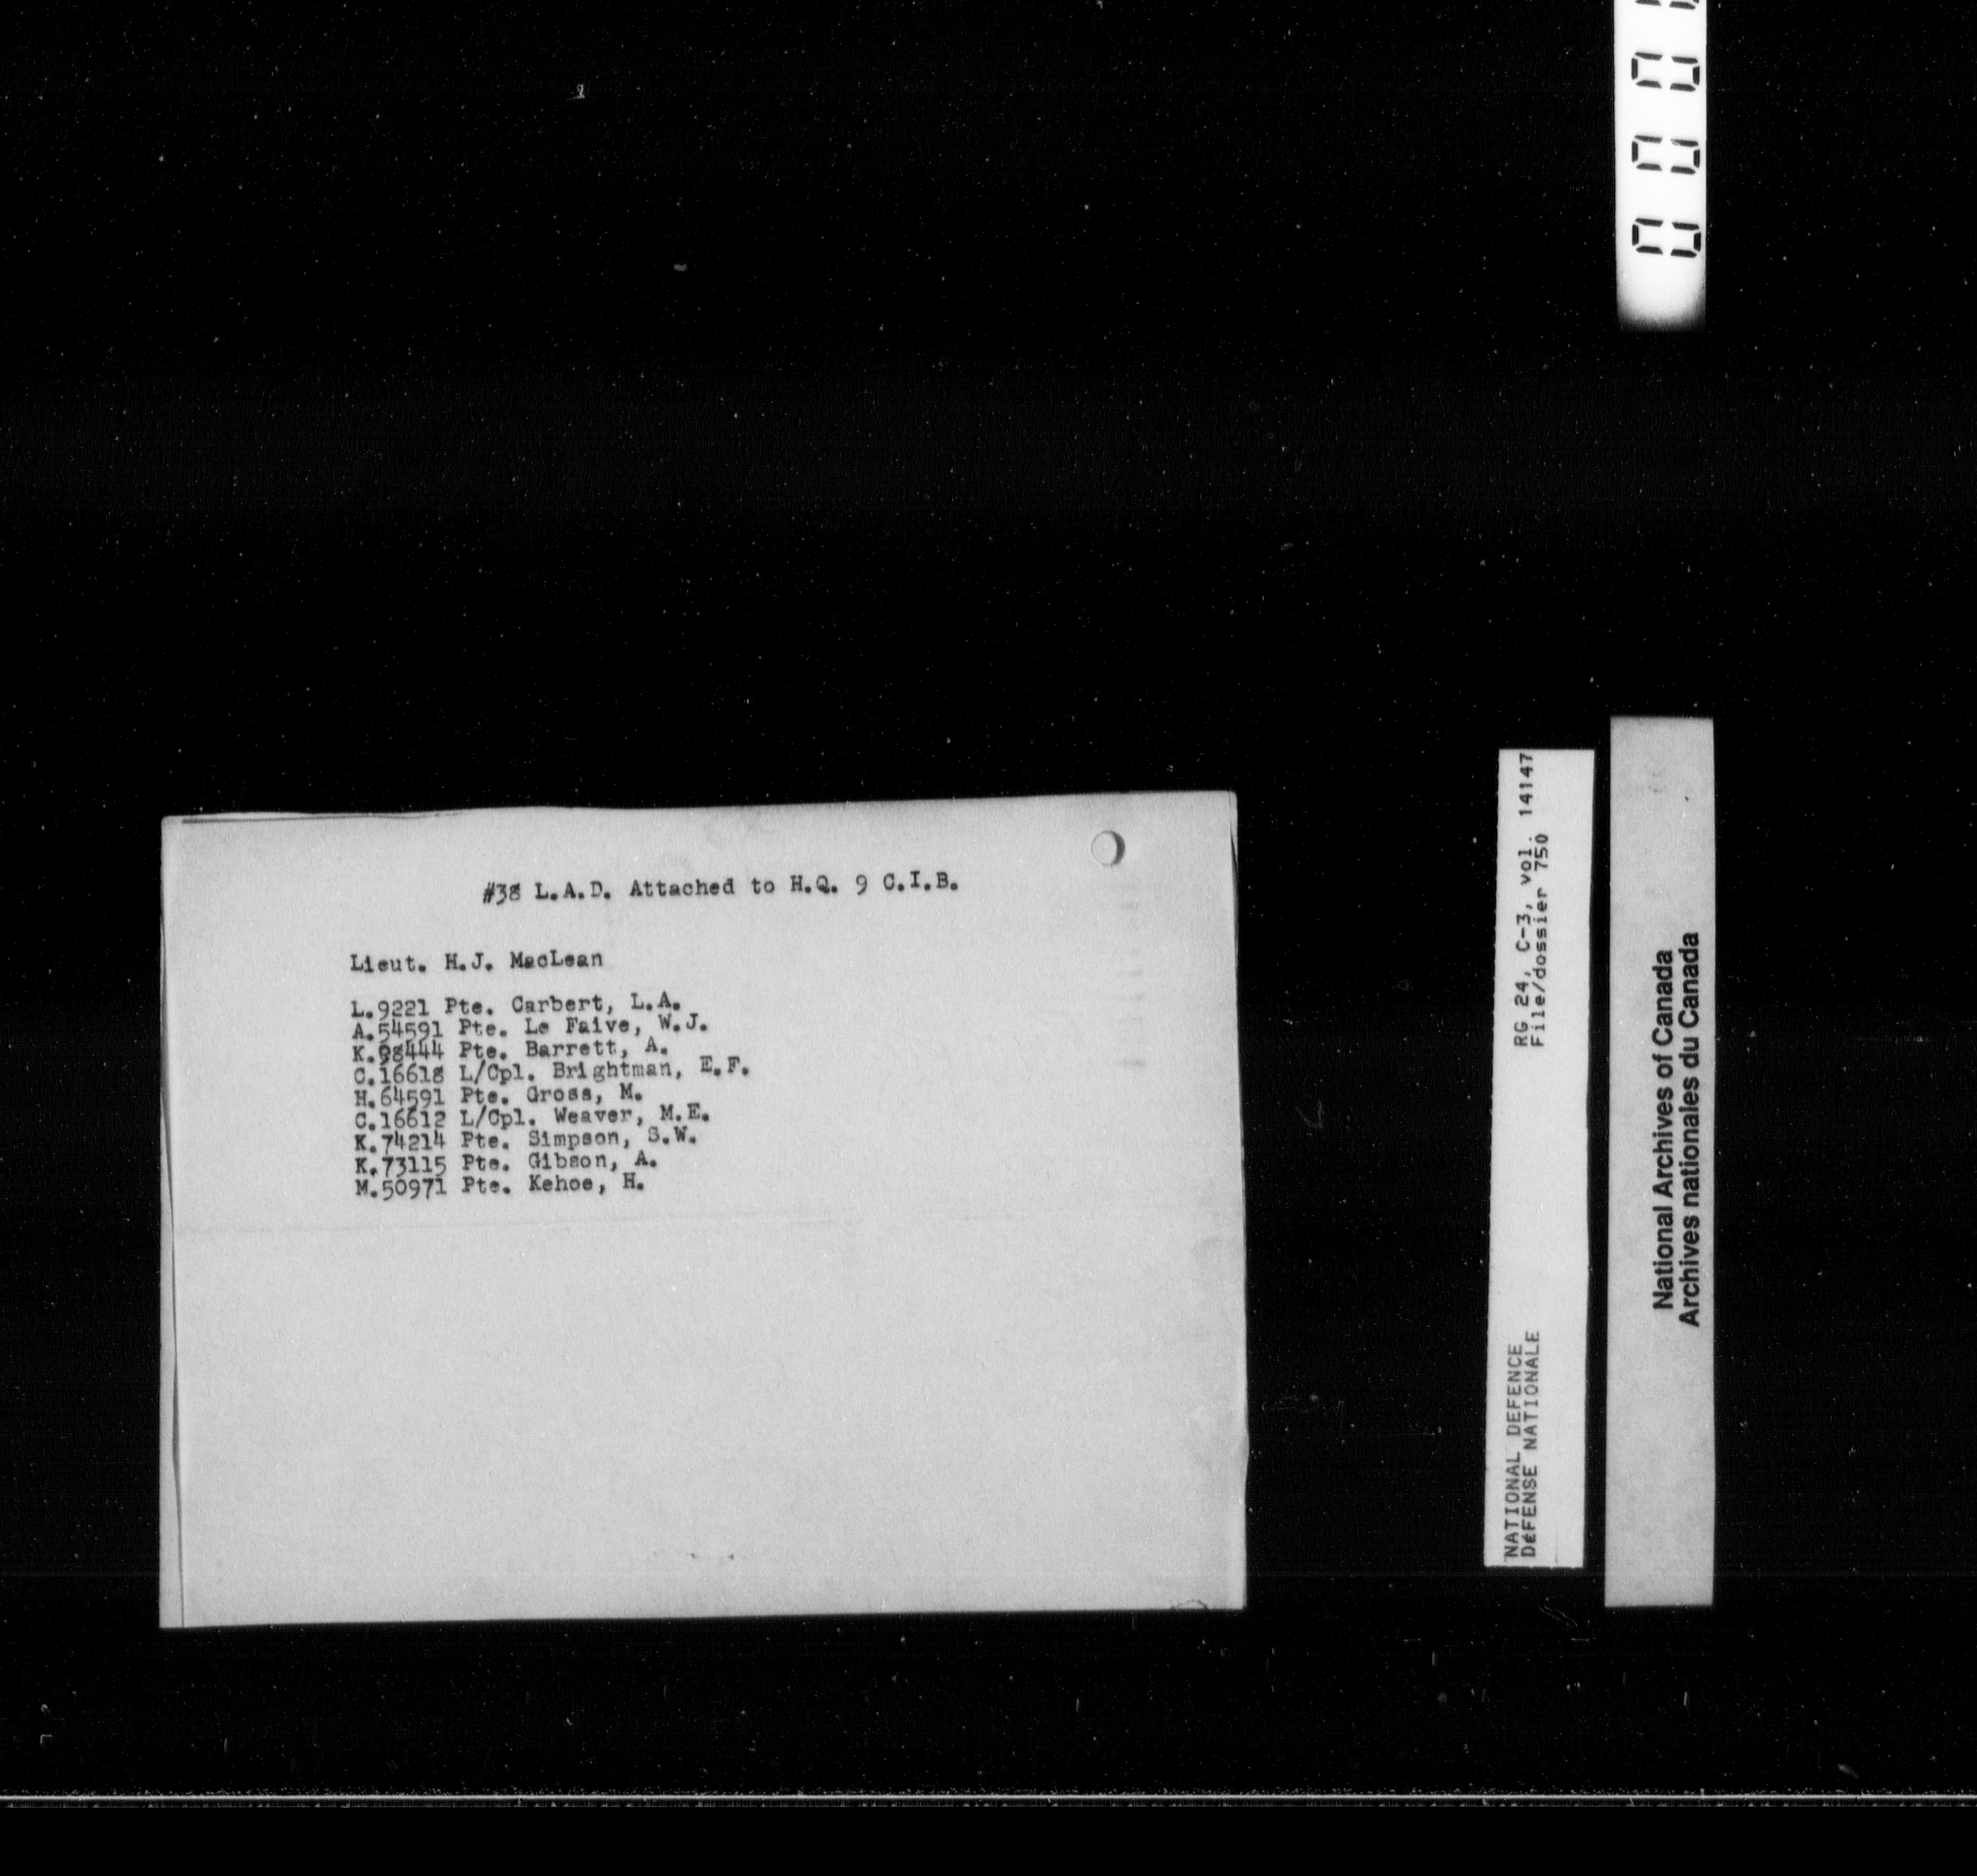 #38 L.A.D. Attached to H.Q. 9 C.I.B.
Lieut. H.J. MacLean
L.9221 Pte. Carbert, L.A.
A.54591 Pte. Le Faive, W.J.
K.98444 Pte. Barrett, A.
C.16618 L/Cpl. Brightman, E.F.
H.64591 Pte. Gross, M.
C.16612 L/Cpl. Weaver, M.E.
K.74214 Pte. Simpson, S.W.
K.73115 Pte. Gibson, A.
M.50971 Pte. Kehoe, H.
NATIONAL DEFENCE
DéFENSE NATIONALE
RG 24, C-3, vol. 14147
File/dossier 750
National Archives of Canada
Archives nationales du Canada